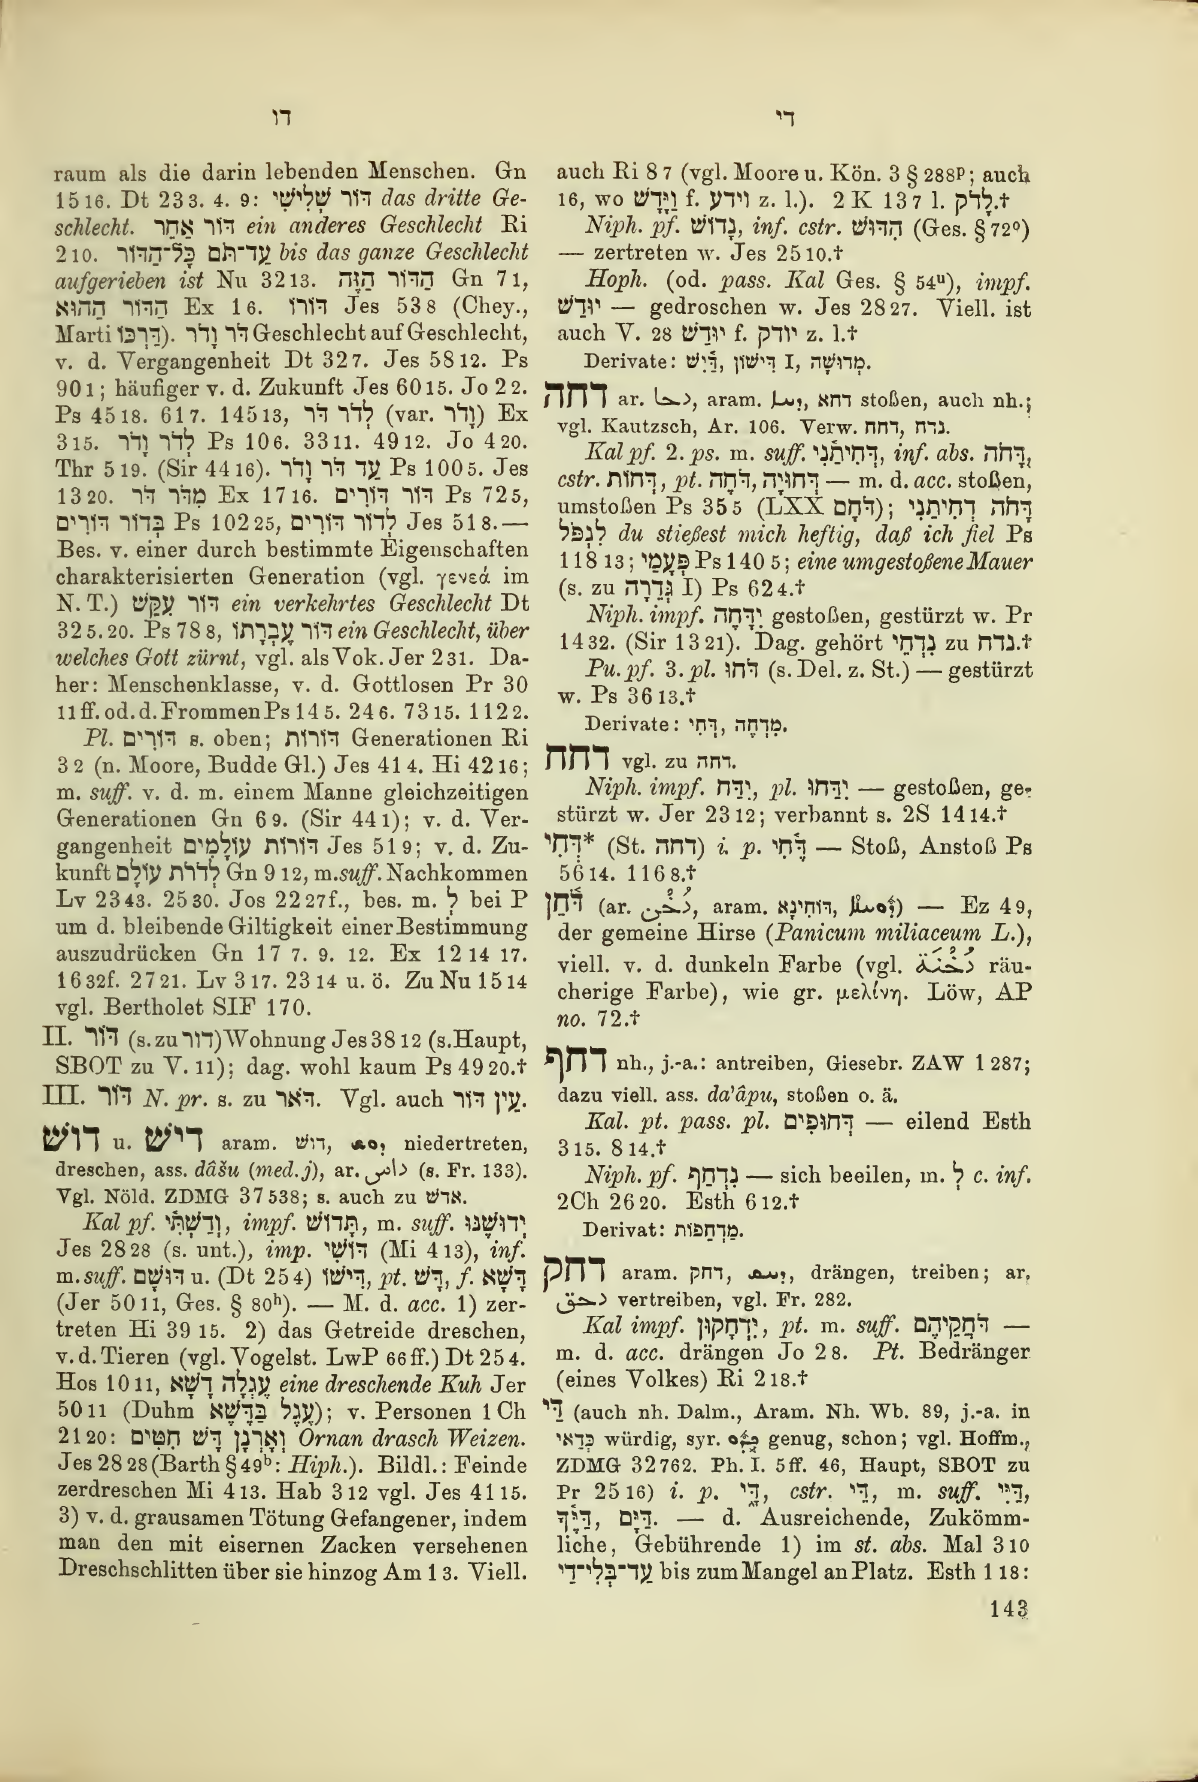 דו
די
raum als die darin lebenden Menschen. Gn
15 16. Dt 23 3. 4. 9: דּוֹר שְׁלִישִׁי das dritte Ge-
schlecht. דּוֹר אַחַר ein anderes Geschlecht Ri
2 10. עַד־תֹּם כָּל־הַדּוֹר bis das ganze Geschlecht
aufgerieben ist Nu 32 13. הַדּוֹר הַזֶּה Gn 7 1,
הַדּוֹר הַהוּא Ex 1 6. דּוֹרוֹ Jes 53 8 (Chey.,
Marti דַּרְכּוֹ). דֹּר וָדֹר Geschlecht auf Geschlecht,
v. d. Vergangenheit Dt 32 7. Jes 58 12. Ps
90 1; häufiger v. d. Zukunft Jes 60 15. Jo 2 2.
Ps 45 18. 61 7. 145 13, לְדֹר דֹּר (var. וָדֹר) Ex
3 15. לְדֹר וָדֹר Ps 10 6. 33 11. 49 12. Jo 4 20.
Thr 5 19. (Sir 44 16). עַד דֹּר וָדֹר Ps 100 5. Jes
13 20. מִדֹּר דֹּר Ex 17 16. דּוֹר דּוֹרִים Ps 72 5,
בְּדוֹר דּוֹרִים Ps 102 25, לְדוֹר דּוֹרִים Jes 51 8.—
Bes. v. einer durch bestimmte Eigenschaften
charakterisierten Generation (vgl. γενεά im
N. T.) דּוֹר עִקֵּשׁ ein verkehrtes Geschlecht Dt
32 5. 20. Ps 78 8, דּוֹר עֶבְרָתוֹ ein Geschlecht, über
welches Gott zürnt, vgl. als Vok. Jer 2 31. Da-
her: Menschenklasse, v. d. Gottlosen Pr 30
11 ff. od. d. Frommen Ps 14 5. 24 6. 73 15. 112 2.
Pl. דּוֹרִים s. oben; דּוֹרוֹת Generationen Ri
3 2 (n. Moore, Budde Gl.) Jes 41 4. Hi 42 16;
m. suff. v. d. m. einem Manne gleichzeitigen
Generationen Gn 6 9. (Sir 44 1); v. d. Ver-
gangenheit דּוֹרוֹת עוֹלָמִים Jes 51 9; v. d. Zu-
kunft לְדֹרֹת עוֹלָם Gn 9 12, m. suff. Nachkommen
Lv 23 43. 25 30. Jos 22 27 f., bes. m. לְ bei P
um d. bleibende Giltigkeit einer Bestimmung
auszudrücken Gn 17 7. 9. 12. Ex 12 14 17.
16 32 f. 27 21. Lv 3 17. 23 14 u. ö. Zu Nu 15 14
vgl. Bertholet SIF 170.
II. דּוֹר (s. zu דור) Wohnung Jes 38 12 (s. Haupt,
SBOT zu V. 11); dag. wohl kaum Ps 49 20.†
III. דּוֹר N. pr. s. zu דֹּאר. Vgl. auch עֵין דּוֹר.
דּוּשׁ u. דִּישׁ aram. דּוּשׁ, niedertreten,
dreschen, ass. dâšu (med. j), ar. داس (s. Fr. 133).
Vgl. Nöld. ZDMG 37 538; s. auch zu אדש.
Kal pf. וְדַשְׁתִּי, impf. תָּדוּשׁ, m. suff. יְדוּשֶׁנּוּ
Jes 28 28 (s. unt.), imp. דּוֹשִׁי (Mi 4 13), inf.
m. suff. דּוּשָׁם u. (Dt 25 4) דִּישׁוֹ, pt. דָּשׁ, f. דָּשָׁא
(Jer 50 11, Ges. § 80ʰ). — M. d. acc. 1) zer-
treten Hi 39 15. 2) das Getreide dreschen,
v. d. Tieren (vgl. Vogelst. LwP 66 ff.) Dt 25 4.
Hos 10 11, עֶגְלָה דָשָׁא eine dreschende Kuh Jer
50 11 (Duhm עֵגֶל בַּדֶּשֶׁא); v. Personen 1 Ch
21 20: וְאָרְנָן דָּשׁ חִטִּים Ornan drasch Weizen.
Jes 28 28 (Barth § 49ᵇ: Hiph.). Bildl.: Feinde
zerdreschen Mi 4 13. Hab 3 12 vgl. Jes 41 15.
3) v. d. grausamen Tötung Gefangener, indem
man den mit eisernen Zacken versehenen
Dreschschlitten über sie hinzog Am 1 3. Viell.
auch Ri 8 7 (vgl. Moore u. Kön. 3 § 288ᵖ; auch
16, wo וַיָּדָשׁ f. וידע z. l.). 2 K 13 7 l. לָדֹק.†
Niph. pf. נָדוֹשׁ, inf. cstr. הִדּוּשׁ (Ges. § 72º)
— zertreten w. Jes 25 10.†
Hoph. (od. pass. Kal Ges. § 54ᵘ), impf.
יוּדַשׁ — gedroschen w. Jes 28 27. Viell. ist
auch V. 28 יוּדַשׁ f. יודק z. l.†
Derivate: דַּיִשׁ, דִּישׁוֹן I, מְדוּשָׁה.
דחה ar. دحا, aram. דחא, stoßen, auch nh.;
vgl. Kautzsch, Ar. 106. Verw. דחח, נדח.
Kal pf. 2. ps. m. suff. דְּחִיתַנִי, inf. abs. דַּחֹה,
cstr. דְּחוֹת, pt. דֹּחֶה, דְּחוּיָה — m. d. acc. stoßen,
umstoßen Ps 35 5 (LXX דֹּחָם); דַּחֹה דְחִיתַנִי
לִנְפֹּל du stießest mich heftig, daß ich fiel Ps
118 13; פְּעָמַי Ps 140 5; eine umgestoßene Mauer
(s. zu גְּדֵרָה I) Ps 62 4.†
Niph. impf. יִדָּחֶה gestoßen, gestürzt w. Pr
14 32. (Sir 13 21). Dag. gehört נִדְחֵי zu נדח.†
Pu. pf. 3. pl. דֹּחוּ (s. Del. z. St.) — gestürzt
w. Ps 36 13.†
Derivate: דְּחִי, מִדְחֶה.
דחח vgl. zu דחה.
Niph. impf. יִדַּח, pl. יִדַּחוּ — gestoßen, ge-
stürzt w. Jer 23 12; verbannt s. 2S 14 14.†
דְּחִי* (St. דחה) i. p. דֶּחִי — Stoß, Anstoß Ps
56 14. 116 8.†
דֹּחַן (ar. دُخْن, aram. דּוֹחִינָא, ) — Ez 4 9,
der gemeine Hirse (Panicum miliaceum L.),
viell. v. d. dunkeln Farbe (vgl. دُخْنَة räu-
cherige Farbe), wie gr. μελίνη. Löw, AP
no. 72.†
דחף nh., j.-a.: antreiben, Giesebr. ZAW 1 287;
dazu viell. ass. da'âpu, stoßen o. ä.
Kal. pt. pass. pl. דְּחוּפִים — eilend Esth
3 15. 8 14.†
Niph. pf. נִדְחַף — sich beeilen, m. לְ c. inf.
2Ch 26 20. Esth 6 12.†
Derivat: מַדְחֵפוֹת.
דחק aram. דחק, drängen, treiben; ar.
دحق vertreiben, vgl. Fr. 282.
Kal impf. יִדְחָקוּן, pt. m. suff. דֹּחֲקֵיהֶם —
m. d. acc. drängen Jo 2 8. Pt. Bedränger
(eines Volkes) Ri 2 18.†
דַּי (auch nh. Dalm., Aram. Nh. Wb. 89, j.-a. in
כְּדַאי würdig, syr. genug, schon; vgl. Hoffm.,
ZDMG 32 762. Ph. I. 5ff. 46, Haupt, SBOT zu
Pr 25 16) i. p. דָּי, cstr. דֵּי, m. suff. דַּיִּי,
דַּיֶּךָּ, דַּיָּם. — d. Ausreichende, Zukömm-
liche, Gebührende 1) im st. abs. Mal 3 10
עַד־בְּלִי־דָי bis zum Mangel an Platz. Esth 1 18:
143